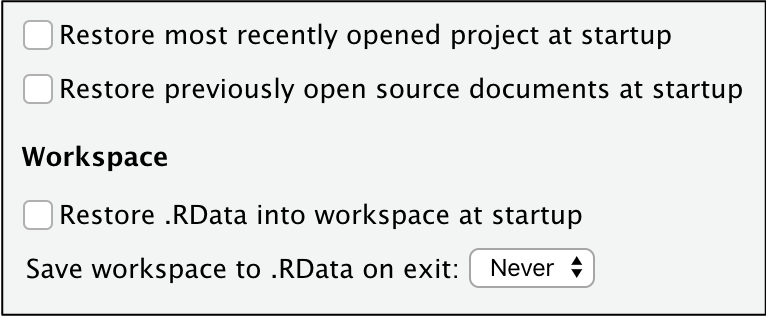 Restore most recently opened project at startup
Restore previously open source documents at startup
Workspace
Restore .RData into workspace at startup
Save workspace to .RData on exit: Never